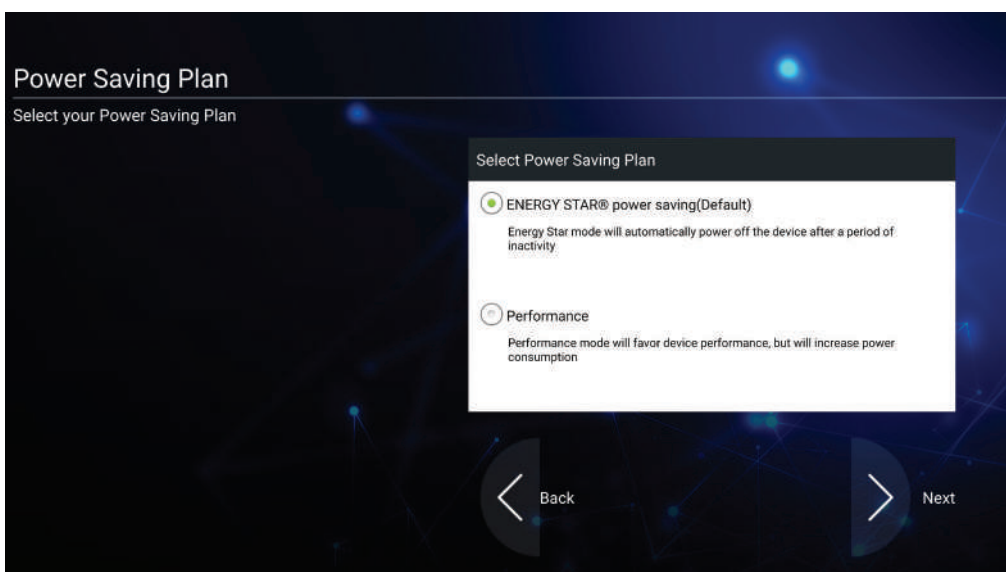 Power Saving Plan
Select your Power Saving Plan
Select Power Saving Plan
ENERGY STAR® power saving(Default)
Energy Star mode will automatically power off the device after a period of
inactivity
Performance
Performance mode will favor device performance, but will increase power
consumption
Back
Next